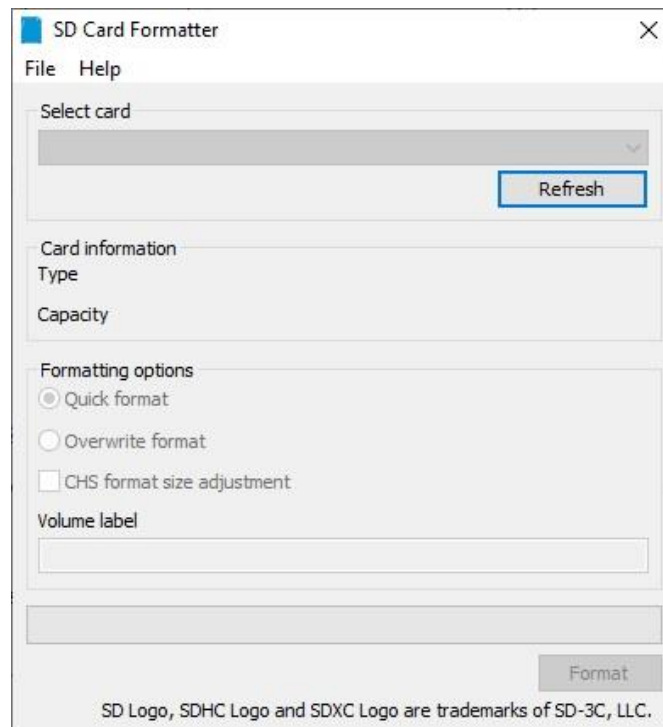 SD Card Formatter
File Help
Select card
Refresh
Card information
Type
Capacity
Formatting options
Quick format
Overwrite format
CHS format size adjustment
Volume label
Format
SD Logo, SDHC Logo and SDXC Logo are trademarks of SD-3C, LLC.